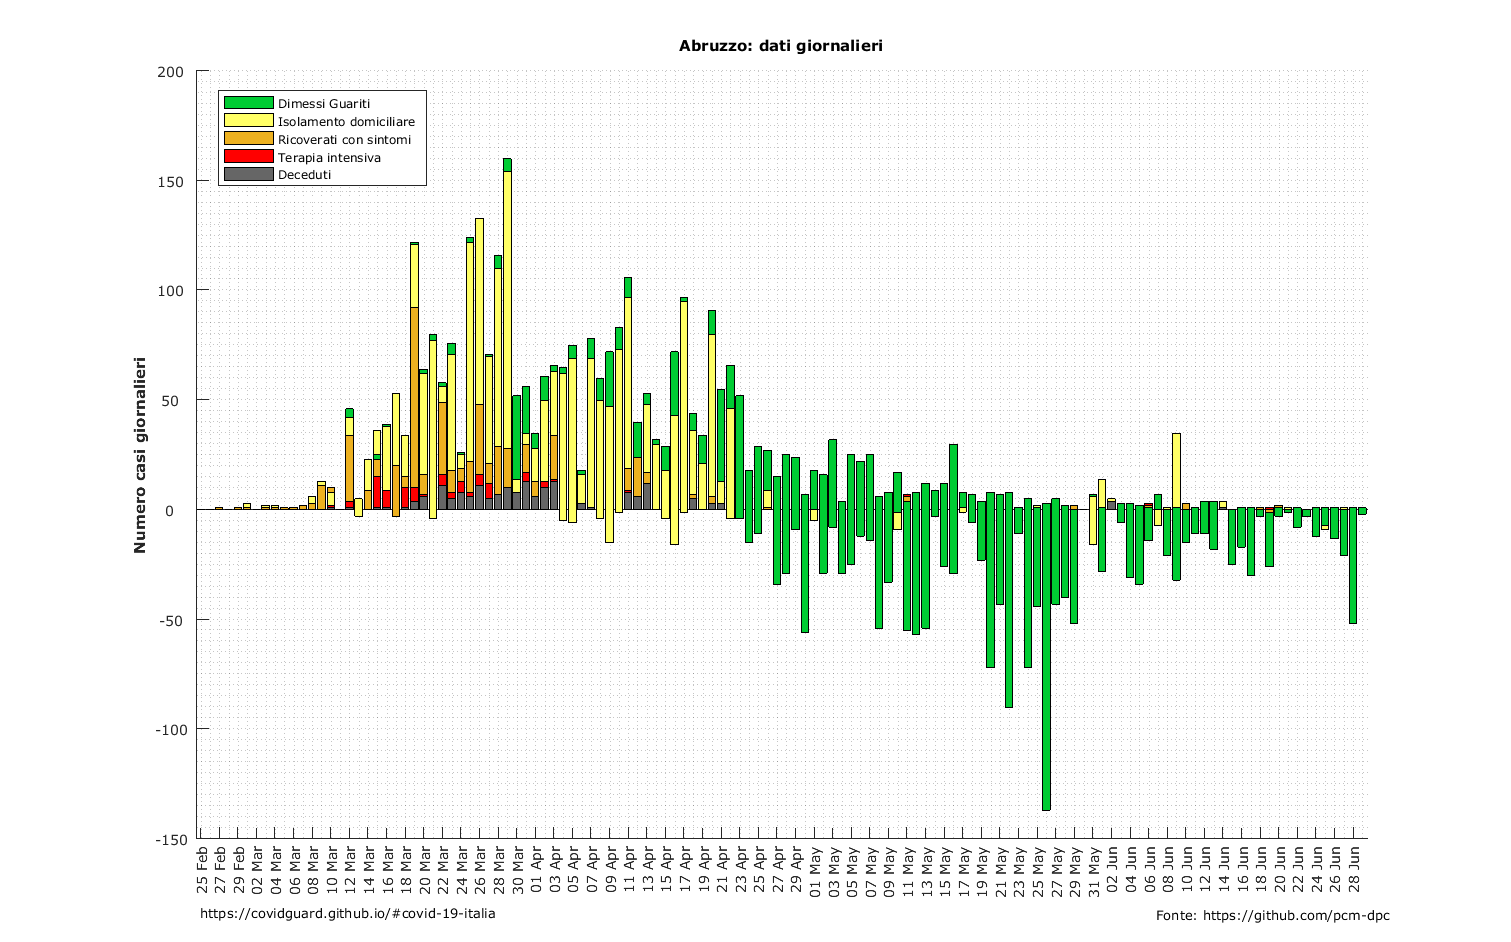 Abruzzo: dati giornalieri
200
150
100
50
0
-50
-100
-150
Numero casi giornalieri
Dimessi Guariti
Isolamento domiciliare
Ricoverati con sintomi
Terapia intensiva
Deceduti
25 Feb
27 Feb
29 Feb
02 Mar
04 Mar
06 Mar
08 Mar
10 Mar
12 Mar
14 Mar
16 Mar
18 Mar
20 Mar
22 Mar
24 Mar
26 Mar
28 Mar
30 Mar
01 Apr
03 Apr
05 Apr
07 Apr
09 Apr
11 Apr
13 Apr
15 Apr
17 Apr
19 Apr
21 Apr
23 Apr
25 Apr
27 Apr
29 Apr
01 May
03 May
05 May
07 May
09 May
11 May
13 May
15 May
17 May
19 May
21 May
23 May
25 May
27 May
29 May
31 May
02 Jun
04 Jun
06 Jun
08 Jun
10 Jun
12 Jun
14 Jun
16 Jun
18 Jun
20 Jun
22 Jun
24 Jun
26 Jun
28 Jun
https://covidguard.github.io/#covid-19-italia
Fonte: https://github.com/pcm-dpc